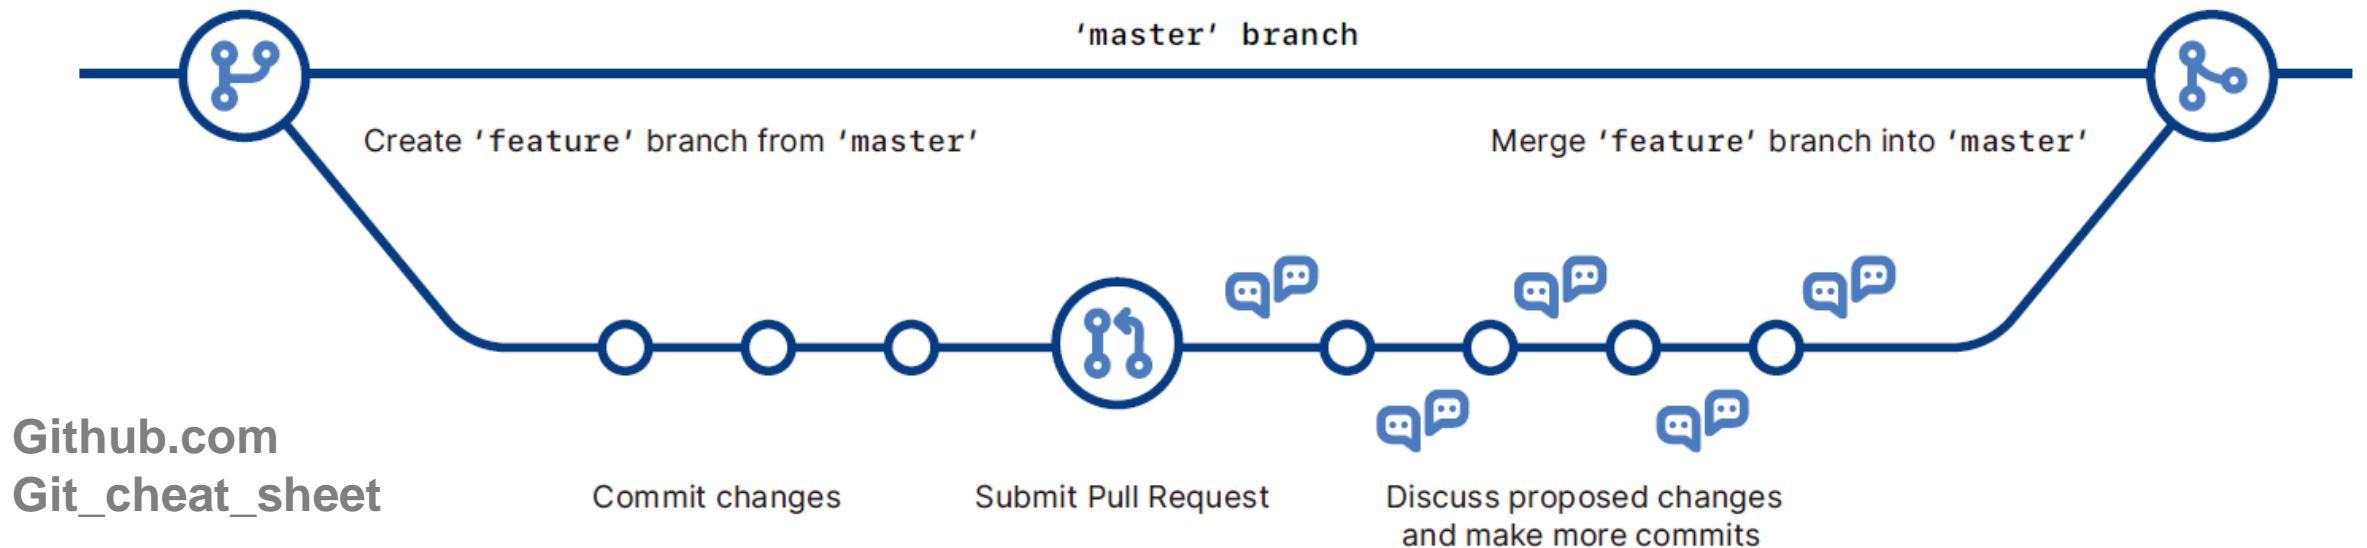 ‘master’ branch
Create ‘feature’ branch from ‘master’
Merge ‘feature’ branch into ‘master’
Github.com
Git_cheat_sheet
Commit changes
Submit Pull Request
Discuss proposed changes
and make more commits